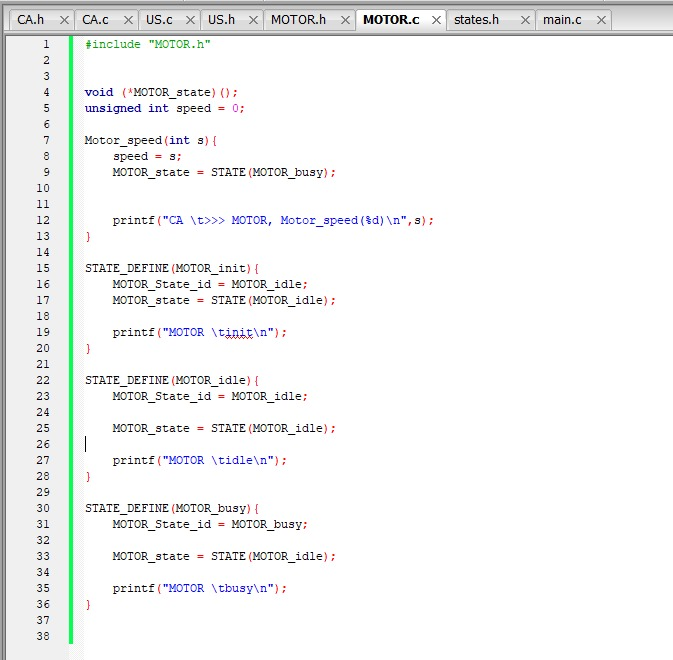 CA.h CA.c US.c US.h MOTOR.h MOTOR.c states.h main.c
1 #include "MOTOR.h"
2
3
4 void (*MOTOR_state)();
5 unsigned int speed = 0;
6
7 Motor_speed(int s){
8 speed = s;
9 MOTOR_state = STATE(MOTOR_busy);
10
11
12 printf("CA \t>>> MOTOR, Motor_speed(%d)\n",s);
13 }
14
15 STATE_DEFINE(MOTOR_init){
16 MOTOR_State_id = MOTOR_idle;
17 MOTOR_state = STATE(MOTOR_idle);
18
19 printf("MOTOR \tinit\n");
20 }
21
22 STATE_DEFINE(MOTOR_idle){
23 MOTOR_State_id = MOTOR_idle;
24
25 MOTOR_state = STATE(MOTOR_idle);
26
27 printf("MOTOR \tidle\n");
28 }
29
30 STATE_DEFINE(MOTOR_busy){
31 MOTOR_State_id = MOTOR_busy;
32
33 MOTOR_state = STATE(MOTOR_idle);
34
35 printf("MOTOR \tbusy\n");
36 }
37
38